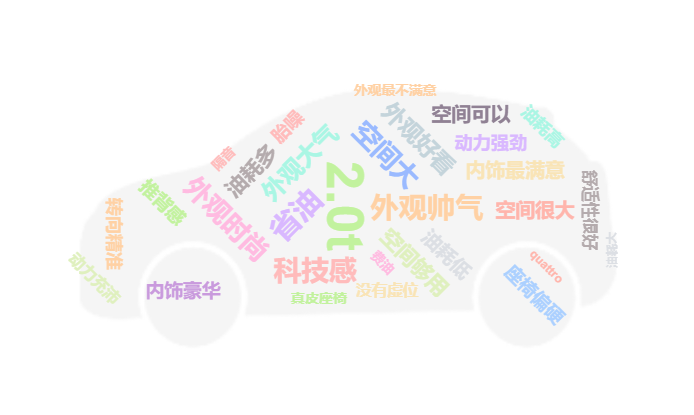 外观最不满意
外观好看
空间可以
油耗高
噪音
动力强劲
外观大气
空间大
隔音
油耗多
内饰最满意
舒适性很好
推背感
外观时尚
省油
2.0t
外观帅气
空间很大
转向精准
空间够用
油耗低
油耗大
动力充沛
科技感
费油
quattro
内饰豪华
真皮座椅
没有虚位
座椅偏硬